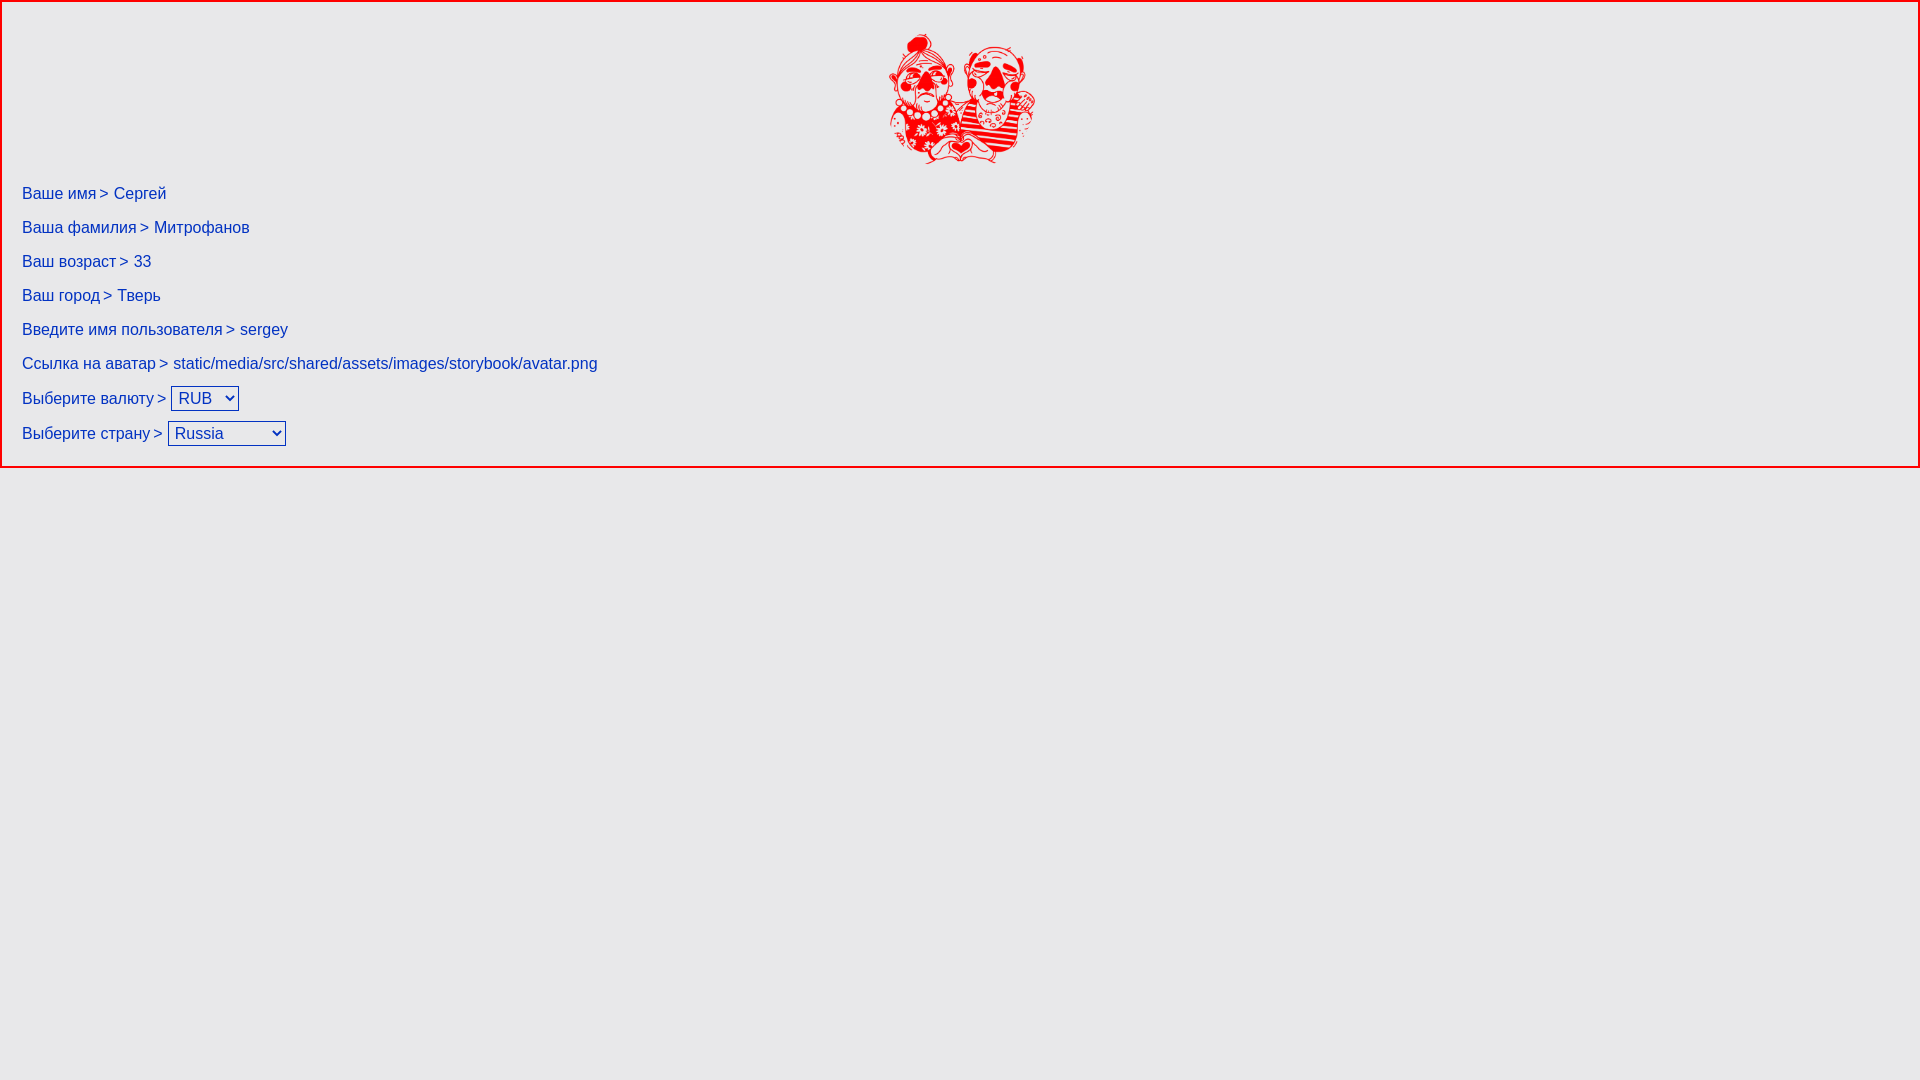 Ваше имя > Сергей
Ваша фамилия > Митрофанов
Ваш возраст > 33
Ваш город > Тверь
Введите имя пользователя > sergey
Ссылка на аватар > static/media/src/shared/assets/images/storybook/avatar.png
Выберите валюту > RUB
Выберите страну > Russia